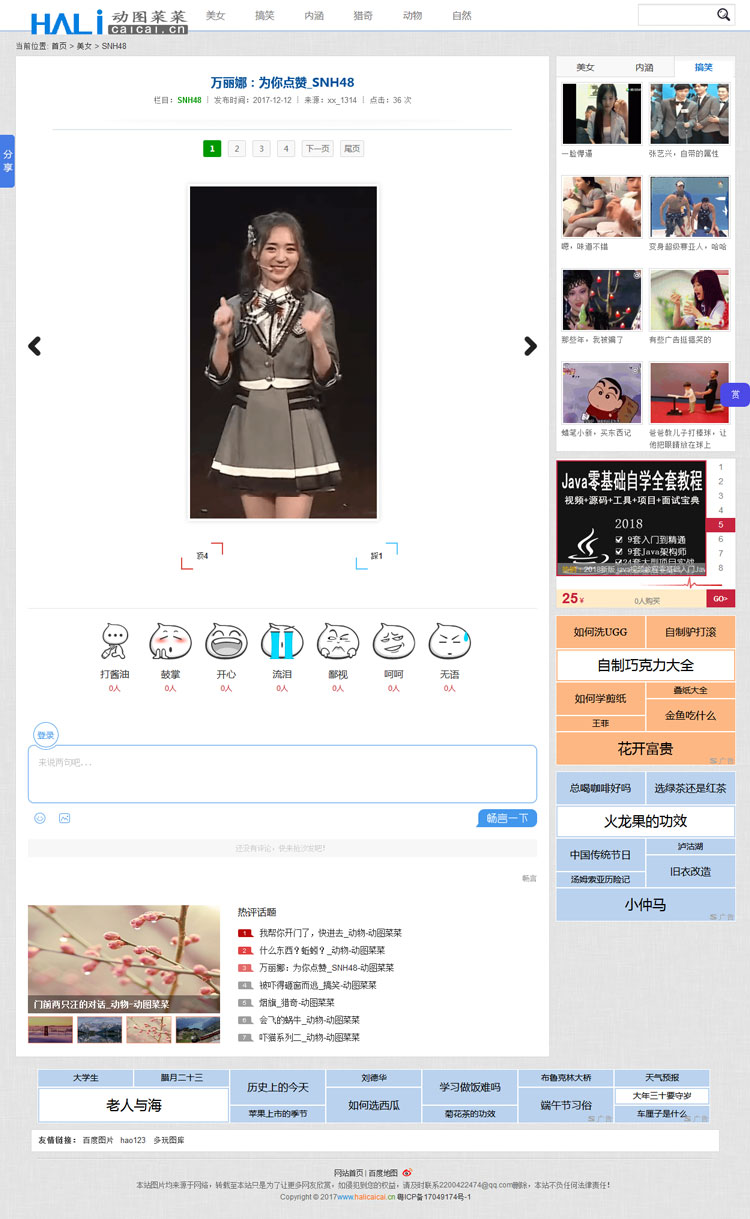 HALi 动图菜菜 caicai.cn
美女 搞笑 内涵 猎奇 动物 自然
当前位置: 首页 > 美女 > SNH48
分享
万丽娜：为你点赞_SNH48
栏目：SNH48 | 发布时间：2017-12-12 | 来源：xx_1314 | 点击：36 次
1 2 3 4 下一页 尾页
顶4 踩1
打酱油 鼓掌 开心 流泪 鄙视 呵呵 无语
0人 0人 0人 0人 0人 0人 0人
登录
来说两句吧...
畅言一下
还没有评论，快来抢沙发吧！
畅言
门前两只汪的对话_动物-动图菜菜
热评话题
1 我帮你开门了，快进去_动物-动图菜菜
2 什么东西？蚯蚓？_动物-动图菜菜
3 万丽娜：为你点赞_SNH48-动图菜菜
4 被吓得砸窗而逃_搞笑-动图菜菜
5 烟旗_猎奇-动图菜菜
6 会飞的蜗牛_动物-动图菜菜
7 吓猫系列二_动物-动图菜菜
美女 内涵 搞笑
一脸懵逼 张艺兴，自带的属性
嗯，味道不错 变身超级赛亚人，哈哈
那些年，我被骗了 有些广告挺搞笑的
蜡笔小新，买东西记 爸爸教儿子打棒球，让
他把眼睛放在球上
赏
Java零基础自学全套教程
视频+源码+工具+项目+面试宝典
2018
9套入门到精通
9套Java架构师
24套大型项目实战
1
2
3
4
5
6
7
8
25¥ 0人购买 GO>
如何洗UGG 自制驴打滚
自制巧克力大全
如何学剪纸 叠纸大全
王菲 金鱼吃什么
花开富贵
广告
总喝咖啡好吗 选绿茶还是红茶
火龙果的功效
中国传统节日 泸沽湖
汤姆索亚历险记 旧衣改造
小仲马
广告
大学生 腊月二十三 历史上的今天 刘德华 学习做饭难吗 布鲁克林大桥 天气预报
老人与海 苹果上市的季节 如何选西瓜 菊花茶的功效 端午节习俗 大年三十要守岁
车厘子是什么
广告
友情链接： 百度图片 hao123 多玩图库
网站首页 | 百度地图
本站图片均来源于网络，转载至本站只是为了让更多网友欣赏，如侵犯到您的权益，请及时联系2200422474@qq.com删除，本站不负任何法律责任！
Copyright © 2017www.halicaicai.cn 粤ICP备17049174号-1